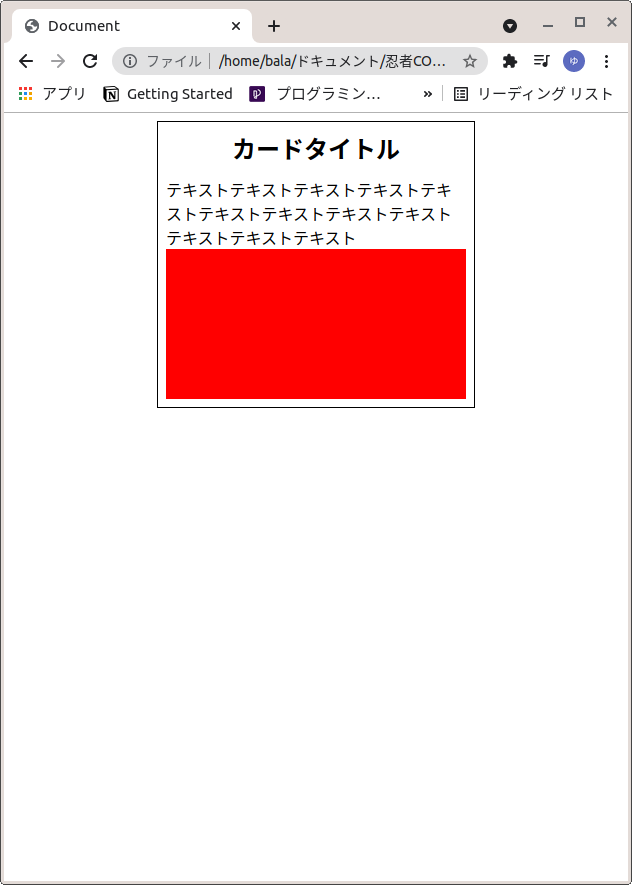 Document
ファイル
/home/bala/ドキュメント/忍者CO…
ゆ
アプリ
Getting Started
プログラミン…
»
リーディング リスト
カードタイトル
テキストテキストテキストテキストテキ
ストテキストテキストテキストテキスト
テキストテキストテキスト